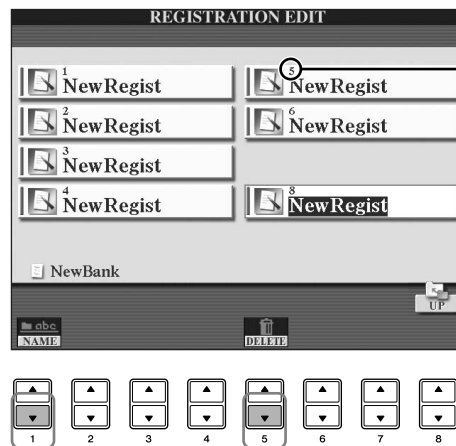 REGISTRATION EDIT
1
NewRegist
2
NewRegist
3
NewRegist
4
NewRegist
5
NewRegist
6
NewRegist
8
NewRegist
NewBank
UP
abc
NAME
DELETE
1 2 3 4 5 6 7 8